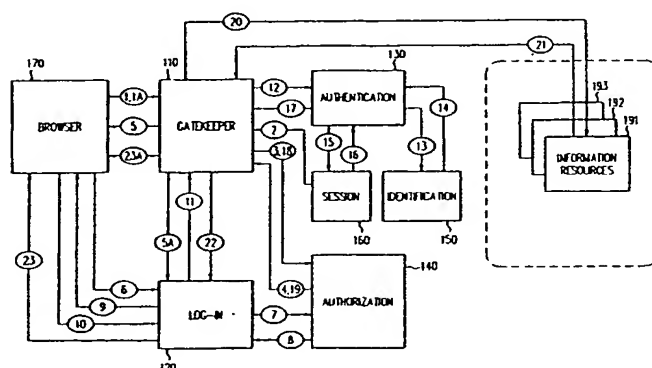 20
21
170
110
130
193
192
191
1,1A
12
BROWSER
5
GATEKEEPER
17
AUTHENTICATION
14
2
23A
3,18
15
16
13
INFORMATION
RESOURCES
SESSION
IDENTIFICATION
11
160
150
23
5A
22
140
6
9
4,19
AUTHORIZATION
LOG-IN
7
10
8
120